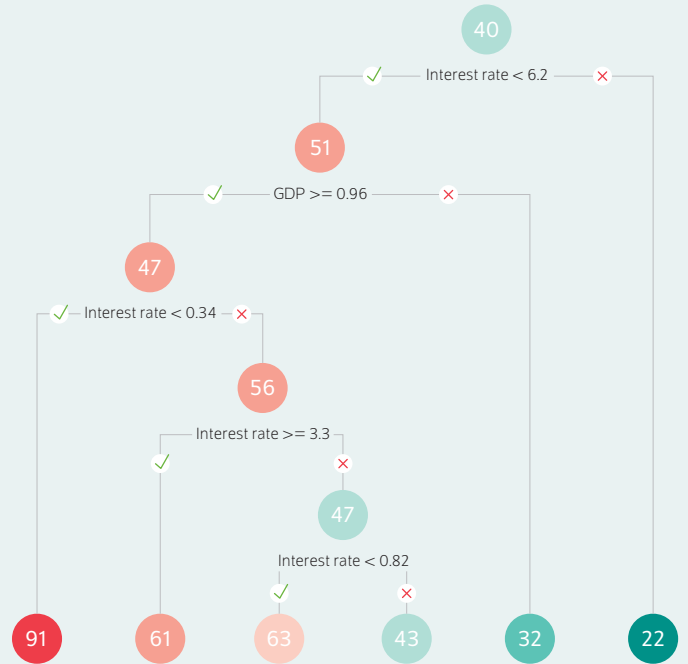 40
Interest rate < 6.2
51
GDP >= 0.96
47
Interest rate < 0.34
56
Interest rate >= 3.3
47
Interest rate < 0.82
91 61 63 43 32 22